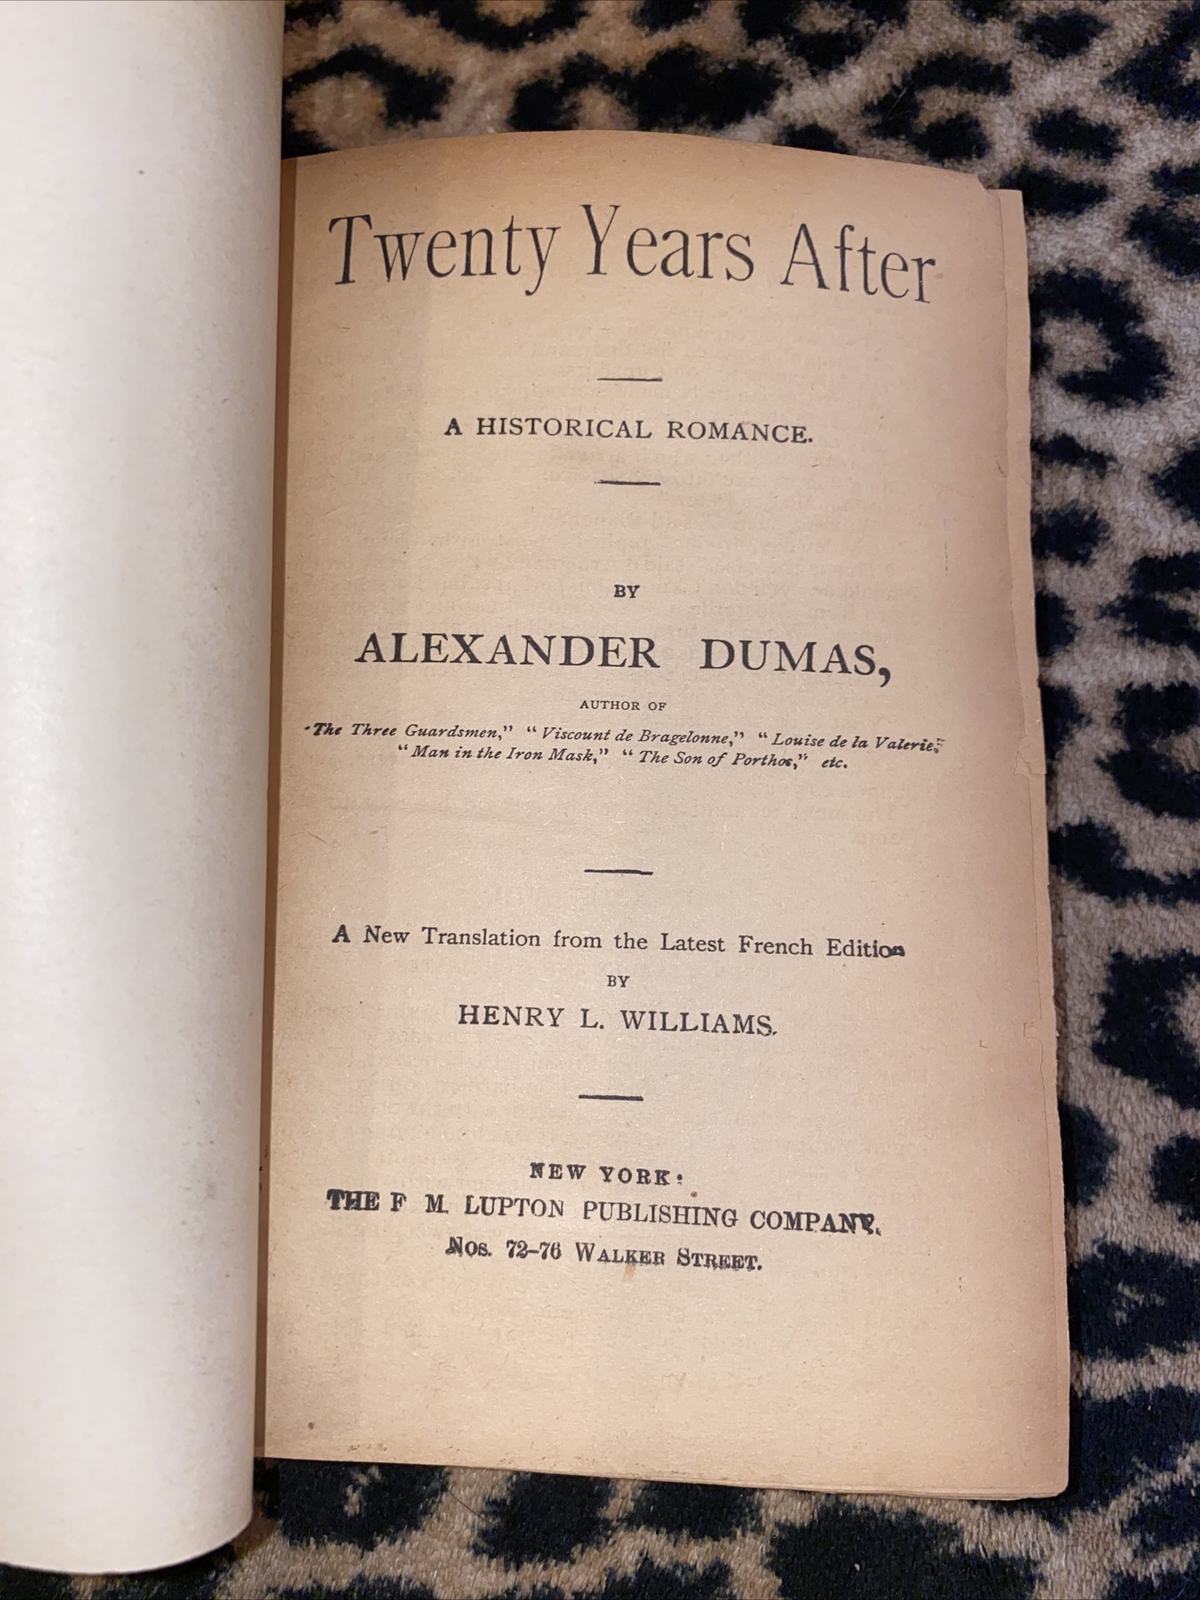 Twenty Years After
A HISTORICAL ROMANCE.
BY
ALEXANDER DUMAS,
AUTHOR OF
"The Three Guardsmen," "Viscount de Bragelonne," "Louise de la Valerie,"
"Man in the Iron Mask," "The Son of Porthos," etc.
A New Translation from the Latest French Edition
BY
HENRY L. WILLIAMS.
NEW YORK:
THE F. M. LUPTON PUBLISHING COMPANY,
Nos. 72-76 WALKER STREET.